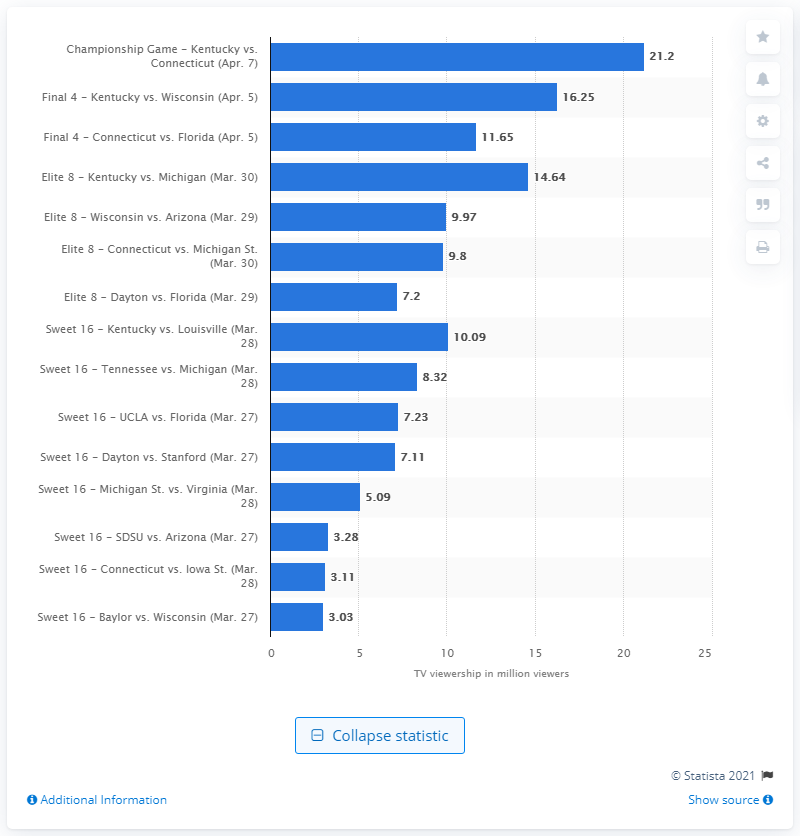 Championship Game – Kentucky vs.
Connecticut (Apr. 7)
21.2
Final 4 – Kentucky vs. Wisconsin (Apr. 5)
16.25
Final 4 – Connecticut vs. Florida (Apr. 5)
11.65
Elite 8 – Kentucky vs. Michigan (Mar. 30)
14.64
Elite 8 – Wisconsin vs. Arizona (Mar. 29)
9.97
Elite 8 – Connecticut vs. Michigan St.
(Mar. 30)
9.8
Elite 8 – Dayton vs. Florida (Mar. 29)
7.2
Sweet 16 – Kentucky vs. Louisville (Mar.
28)
10.09
Sweet 16 – Tennessee vs. Michigan (Mar.
28)
8.32
Sweet 16 – UCLA vs. Florida (Mar. 27)
7.23
Sweet 16 – Dayton vs. Stanford (Mar. 27)
7.11
Sweet 16 – Michigan St. vs. Virginia (Mar.
28)
5.09
Sweet 16 – SDSU vs. Arizona (Mar. 27)
3.28
Sweet 16 – Connecticut vs. Iowa St. (Mar.
28)
3.11
Sweet 16 – Baylor vs. Wisconsin (Mar. 27)
3.03
0 5 10 15 20 25
TV viewership in million viewers
Collapse statistic
© Statista 2021
Additional Information
Show source